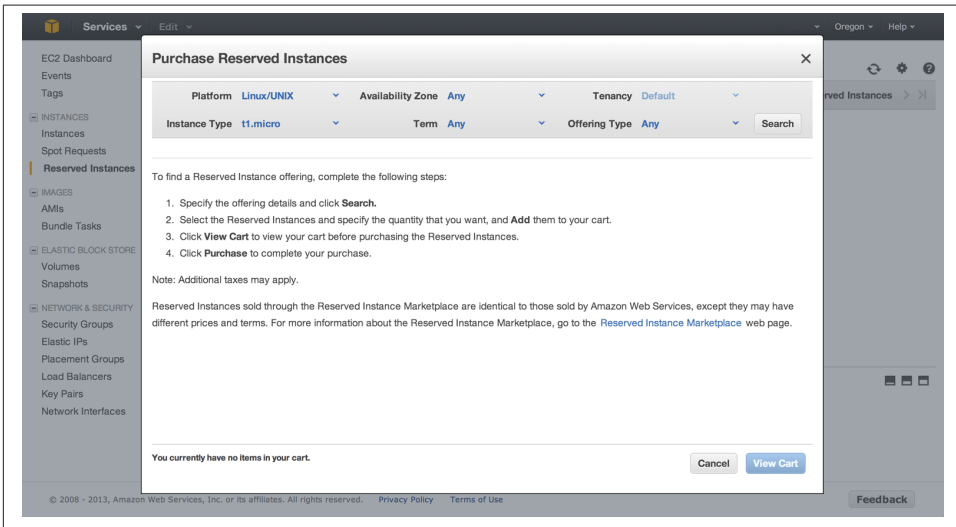 Services Edit Oregon Help
EC2 Dashboard
Events
Tags
INSTANCES
Instances
Spot Requests
Reserved Instances
IMAGES
AMIs
Bundle Tasks
ELASTIC BLOCK STORE
Volumes
Snapshots
NETWORK & SECURITY
Security Groups
Elastic IPs
Placement Groups
Load Balancers
Key Pairs
Network Interfaces
Purchase Reserved Instances
Platform Linux/UNIX Availability Zone Any Tenancy Default
Instance Type t1.micro Term Any Offering Type Any Search
To find a Reserved Instance offering, complete the following steps:
1. Specify the offering details and click Search.
2. Select the Reserved Instances and specify the quantity that you want, and Add them to your cart.
3. Click View Cart to view your cart before purchasing the Reserved Instances.
4. Click Purchase to complete your purchase.
Note: Additional taxes may apply.
Reserved Instances sold through the Reserved Instance Marketplace are identical to those sold by Amazon Web Services, except they may have
different prices and terms. For more information about the Reserved Instance Marketplace, go to the Reserved Instance Marketplace web page.
You currently have no items in your cart.
Cancel View Cart
rved Instances
© 2008 - 2013, Amazon Web Services, Inc. or its affiliates. All rights reserved. Privacy Policy Terms of Use Feedback